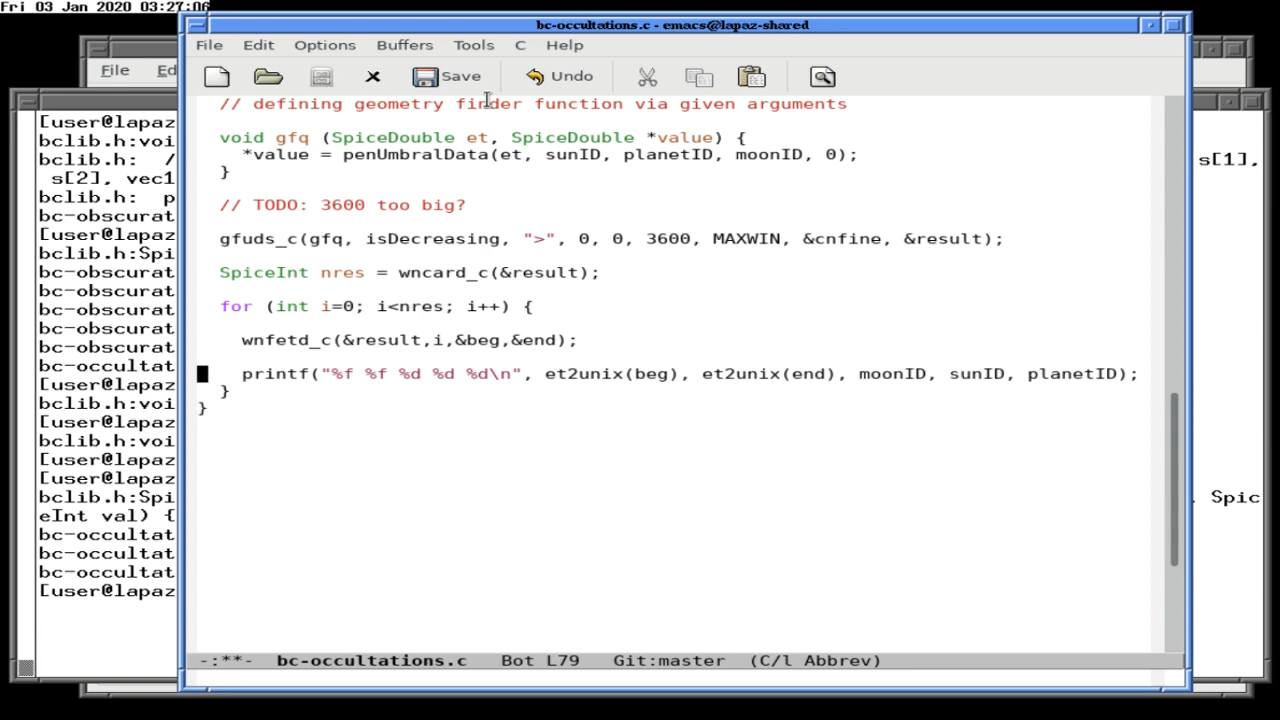 Fri 03 Jan 2020 03:27:06
bc-occultations.c - emacs@lapaz-shared
File Edit Options Buffers Tools C Help
Save Undo
File Ed
// defining geometry finder function via given arguments
void gfq (SpiceDouble et, SpiceDouble *value) {
*value = penUmbralData(et, sunID, planetID, moonID, 0);
}
// TODO: 3600 too big?
gfuds_c(gfq, isDecreasing, ">", 0, 0, 3600, MAXWIN, &cnfine, &result);
SpiceInt nres = wncard_c(&result);
for (int i=0; i<nres; i++) {
wnfetd_c(&result,i,&beg,&end);
printf("%f %f %d %d %d\n", et2unix(beg), et2unix(end), moonID, sunID, planetID);
}
}
-:**- bc-occultations.c Bot L79 Git:master (C/l Abbrev)
[user@lapaz
bclib.h:voi
bclib.h: /
s[1],
s[2], vec1
bclib.h: p
bc-obscurat
[user@lapaz
bclib.h:Spi
bc-obscurat
bc-obscurat
bc-obscurat
bc-obscurat
bc-obscurat
bc-occultat
[user@lapaz
bclib.h:voi
[user@lapaz
bclib.h:voi
[user@lapaz
[user@lapaz
bclib.h:Spi
, Spic
eInt val) {
bc-occultat
bc-occultat
bc-occultat
[user@lapaz